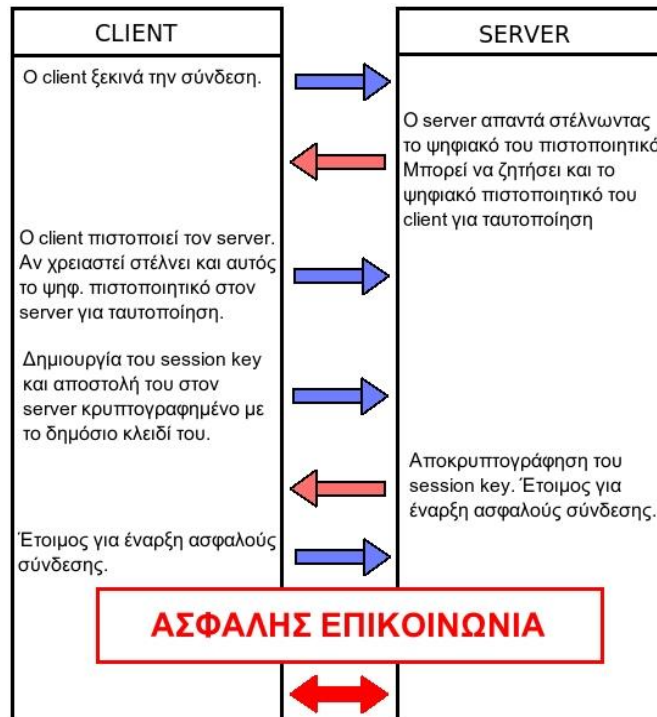 CLIENT
SERVER
Ο client ξεκινά την σύνδεση.
Ο server απαντά στέλνωντας
το ψηφιακό του πιστοποιητικό
Μπορεί να ζητήσει και το
ψηφιακό πιστοποιητικό του
client για ταυτοποίηση
Ο client πιστοποιεί τον server.
Αν χρειαστεί στέλνει και αυτός
το ψηφ. πιστοποιητικό στον
server για ταυτοποίηση.
Δημιουργία του session key
και αποστολή του στον
server κρυπτογραφημένο με
το δημόσιο κλειδί του.
Αποκρυπτογράφηση του
session key. Έτοιμος για
έναρξη ασφαλούς σύνδεσης.
Έτοιμος για έναρξη ασφαλούς
σύνδεσης.
ΑΣΦΑΛΗΣ ΕΠΙΚΟΙΝΩΝΙΑ